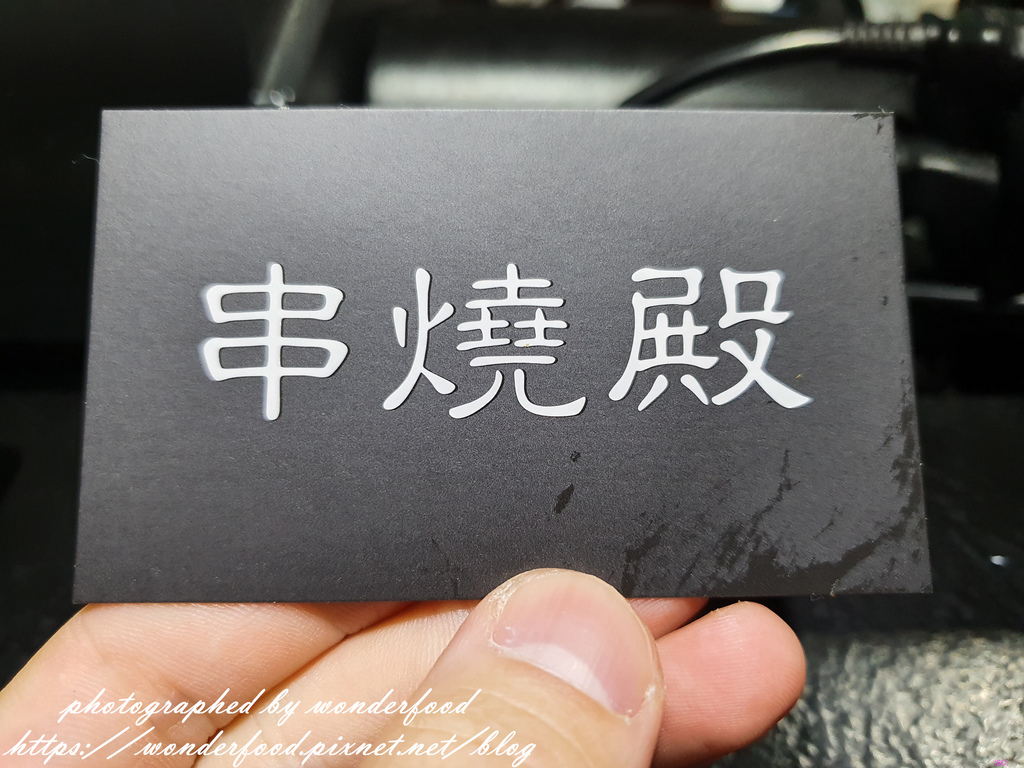 串燒殿
photographed by wonderfood
https://wonderfood.pixnet.net/blog